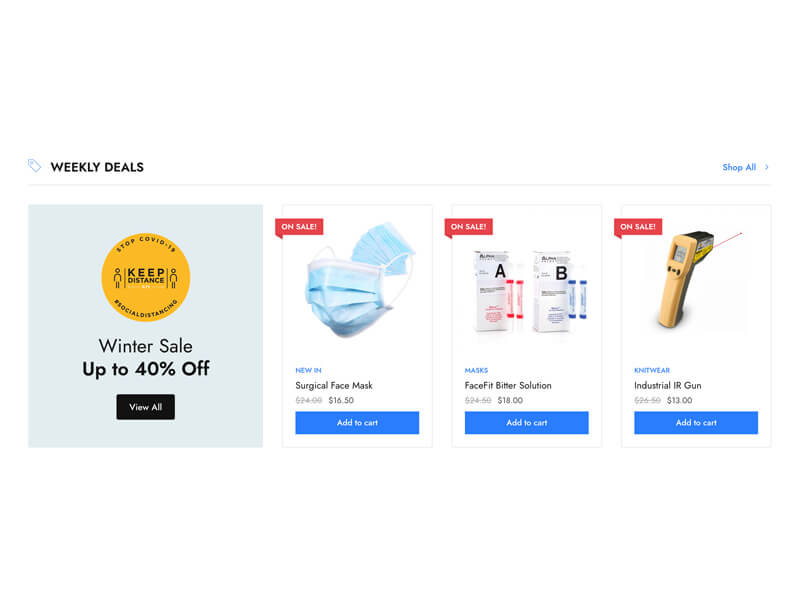 WEEKLY DEALS
Shop All
STOP COVID-19
KEEP
DISTANCE
#SOCIALDISTANCING
Winter Sale
Up to 40% Off
View All
ON SALE!
NEW IN
Surgical Face Mask
$24.00 $16.50
Add to cart
ON SALE!
ALPHA
A
ALPHA
B
MASKS
FaceFit Bitter Solution
$24.50 $18.00
Add to cart
ON SALE!
KNITWEAR
Industrial IR Gun
$26.50 $13.00
Add to cart